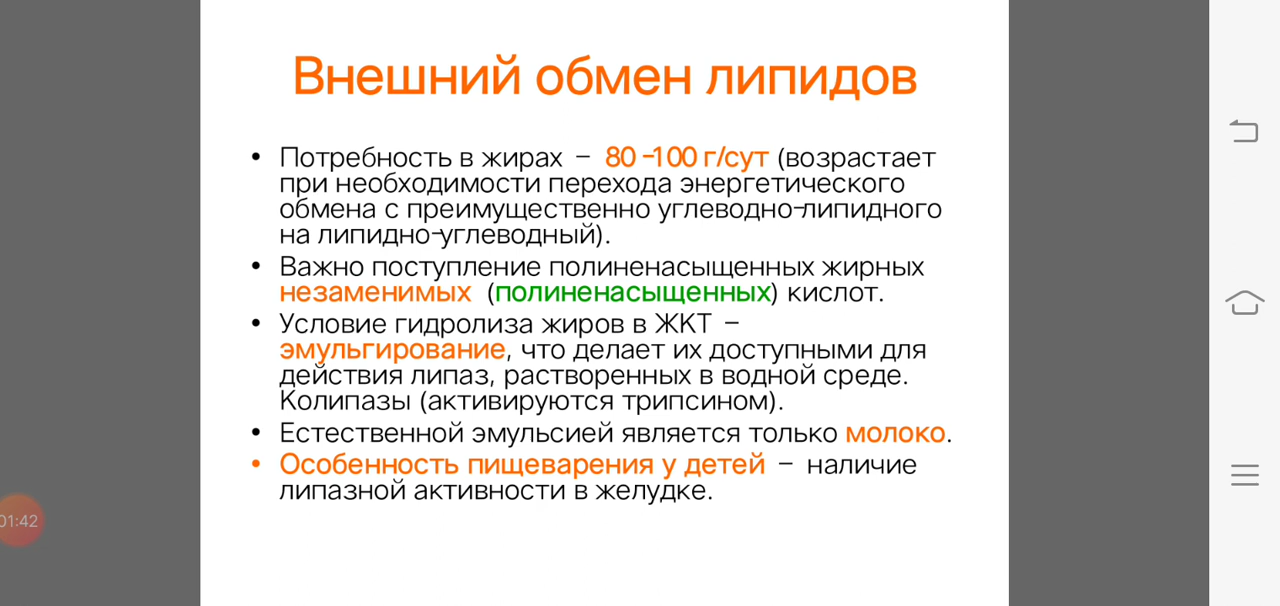 Внешний обмен липидов
• Потребность в жирах – 80 –100 г/сут (возрастает
при необходимости перехода энергетического
обмена с преимущественно углеводно-липидного
на липидно-углеводный).
• Важно поступление полиненасыщенных жирных
незаменимых (полиненасыщенных) кислот.
• Условие гидролиза жиров в ЖКТ –
эмульгирование, что делает их доступными для
действия липаз, растворенных в водной среде.
Колипазы (активируются трипсином).
• Естественной эмульсией является только молоко.
• Особенность пищеварения у детей – наличие
липазной активности в желудке.
01:42